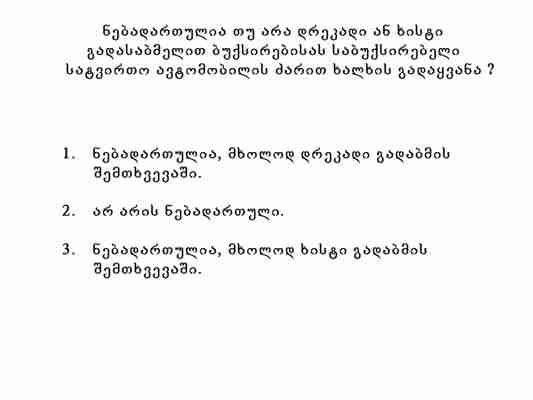 ნებადართულია თუ არა დრეკადი ან ხისტი
გადასაბმელით ბუქსირებისას საბუქსირებელი
სატვირთო ავტომობილის ძარით ხალხის გადაყვანა ?
1. ნებადართულია, მხოლოდ დრეკადი გადაბმის
შემთხვევაში.
2. არ არის ნებადართული.
3. ნებადართულია, მხოლოდ ხისტი გადაბმის
შემთხვევაში.